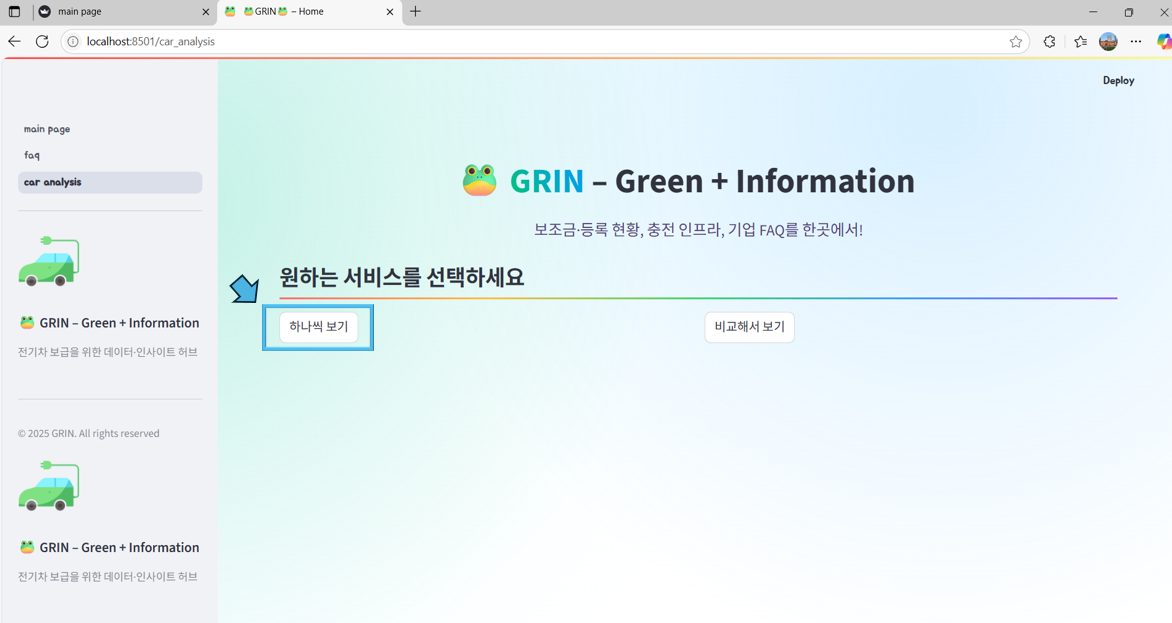 main page
🐸GRIN🐸 – Home
localhost:8501/car_analysis
Deploy
main page
faq
car analysis
🐸 GRIN – Green + Information
전기차 보급을 위한 데이터·인사이트 허브
© 2025 GRIN. All rights reserved
🐸 GRIN – Green + Information
전기차 보급을 위한 데이터·인사이트 허브
🐸 GRIN – Green + Information
보조금·등록 현황, 충전 인프라, 기업 FAQ를 한곳에서!
원하는 서비스를 선택하세요
하나씩 보기
비교해서 보기